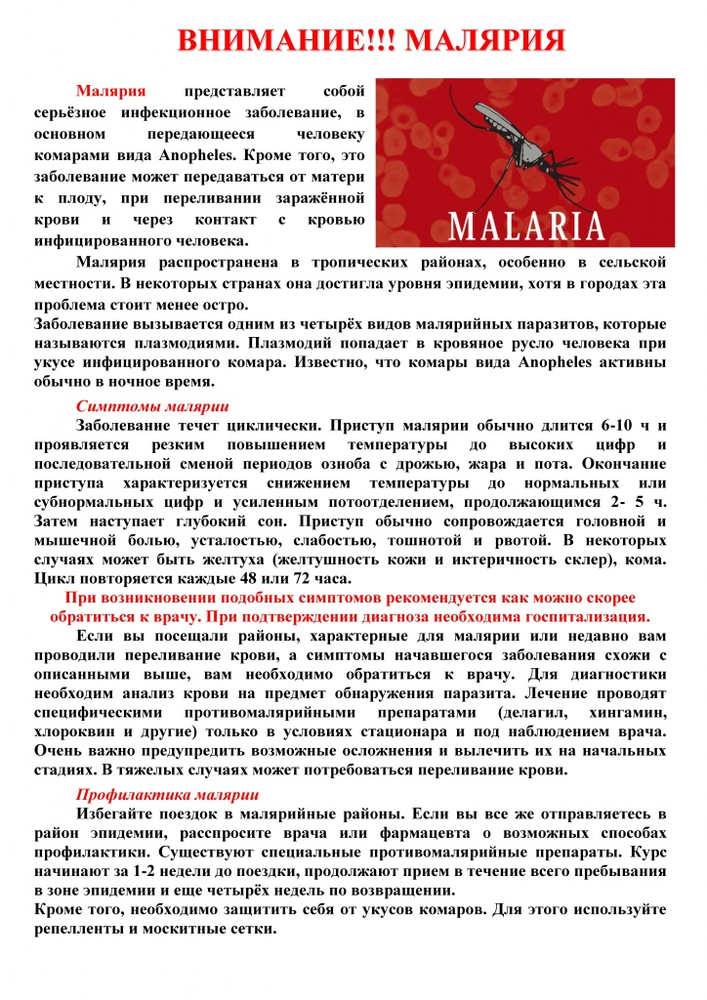 ВНИМАНИЕ!!! МАЛЯРИЯ
Малярия представляет собой
серьёзное инфекционное заболевание, в
основном передающееся человеку
комарами вида Anopheles. Кроме того, это
заболевание может передаваться от матери
к плоду, при переливании заражённой
крови и через контакт с кровью
инфицированного человека.
MALARIA
Малярия распространена в тропических районах, особенно в сельской
местности. В некоторых странах она достигла уровня эпидемии, хотя в городах эта
проблема стоит менее остро.
Заболевание вызывается одним из четырёх видов малярийных паразитов, которые
называются плазмодиями. Плазмодий попадает в кровяное русло человека при
укусе инфицированного комара. Известно, что комары вида Anopheles активны
обычно в ночное время.
Симптомы малярии
Заболевание течет циклически. Приступ малярии обычно длится 6-10 ч и
проявляется резким повышением температуры до высоких цифр и
последовательной сменой периодов озноба с дрожью, жара и пота. Окончание
приступа характеризуется снижением температуры до нормальных или
субнормальных цифр и усиленным потоотделением, продолжающимся 2- 5 ч.
Затем наступает глубокий сон. Приступ обычно сопровождается головной и
мышечной болью, усталостью, слабостью, тошнотой и рвотой. В некоторых
случаях может быть желтуха (желтушность кожи и иктеричность склер), кома.
Цикл повторяется каждые 48 или 72 часа.
При возникновении подобных симптомов рекомендуется как можно скорее
обратиться к врачу. При подтверждении диагноза необходима госпитализация.
Если вы посещали районы, характерные для малярии или недавно вам
проводили переливание крови, а симптомы начавшегося заболевания схожи с
описанными выше, вам необходимо обратиться к врачу. Для диагностики
необходим анализ крови на предмет обнаружения паразита. Лечение проводят
специфическими противомалярийными препаратами (делагил, хингамин,
хлороквин и другие) только в условиях стационара и под наблюдением врача.
Очень важно предупредить возможные осложнения и вылечить их на начальных
стадиях. В тяжелых случаях может потребоваться переливание крови.
Профилактика малярии
Избегайте поездок в малярийные районы. Если вы все же отправляетесь в
район эпидемии, расспросите врача или фармацевта о возможных способах
профилактики. Существуют специальные противомалярийные препараты. Курс
начинают за 1-2 недели до поездки, продолжают прием в течение всего пребывания
в зоне эпидемии и еще четырёх недель по возвращении.
Кроме того, необходимо защитить себя от укусов комаров. Для этого используйте
репелленты и москитные сетки.